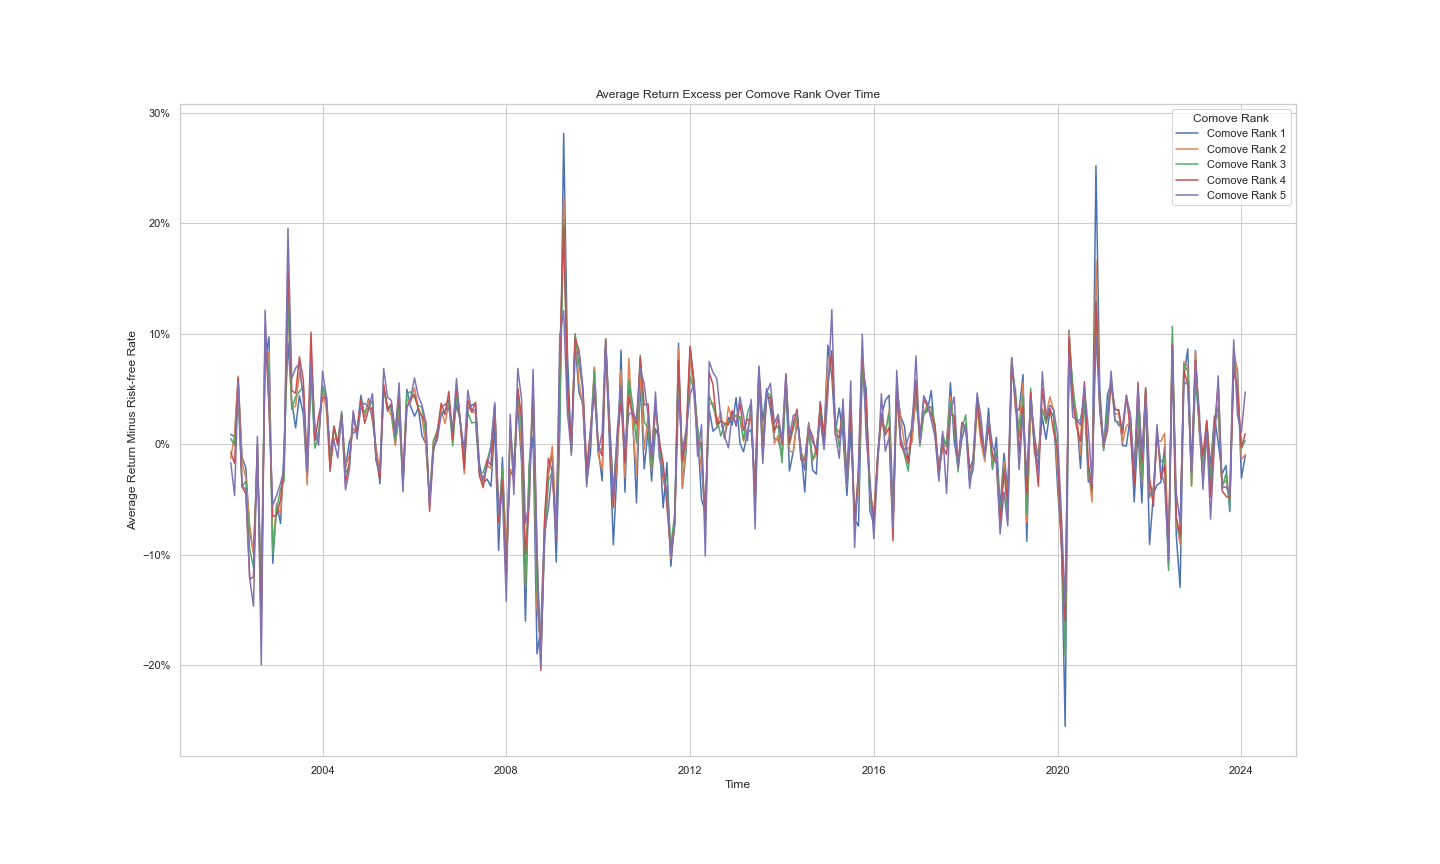 Average Return Excess per Comove Rank Over Time
30%
20%
10%
0%
−10%
−20%
Average Return Minus Risk-free Rate
Comove Rank
Comove Rank 1
Comove Rank 2
Comove Rank 3
Comove Rank 4
Comove Rank 5
2004
2008
2012
2016
2020
2024
Time